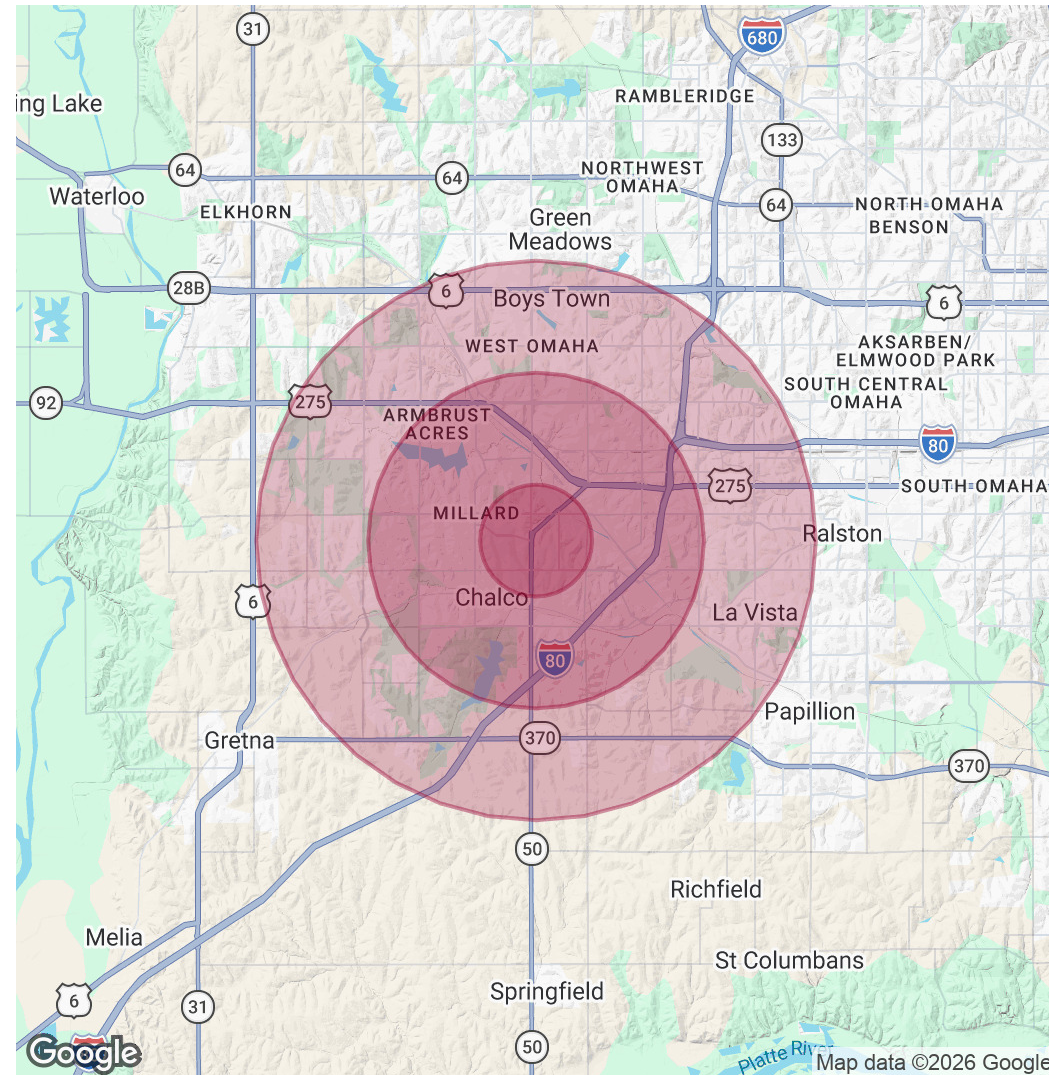 31
680
ing Lake
RAMBLERIDGE
133
64
64
NORTHWEST
OMAHA
Waterloo
ELKHORN
64
NORTH OMAHA
BENSON
Green
Meadows
28B
6
Boys Town
6
WEST OMAHA
AKSARBEN/
ELMWOOD PARK
SOUTH CENTRAL
OMAHA
92
275
ARMBRUST
ACRES
80
275
SOUTH OMAHA
MILLARD
Ralston
6
Chalco
La Vista
80
Papillion
Gretna
370
370
50
Richfield
Melia
St Columbans
6
31
Springfield
50
Google
Platte River
Map data ©2026 Google